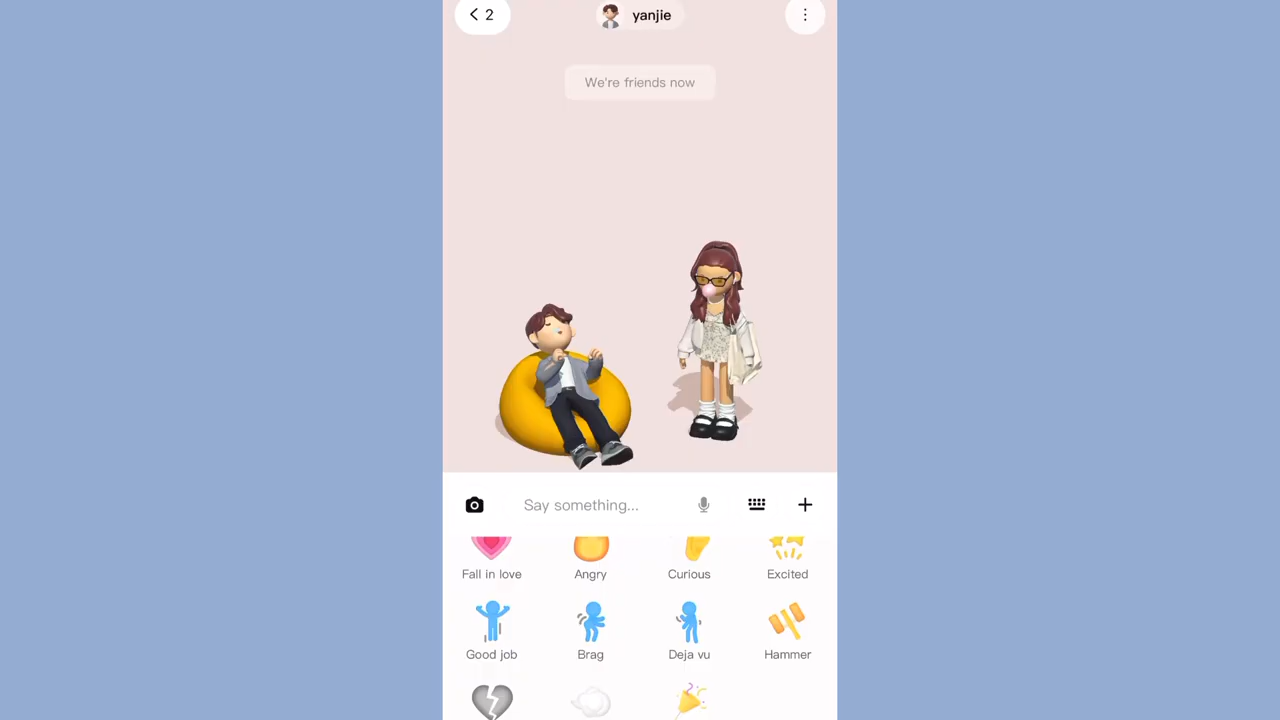 2
yanjie
We're friends now
Say something...
Fall in love
Angry
Curious
Excited
Good job
Brag
Deja vu
Hammer